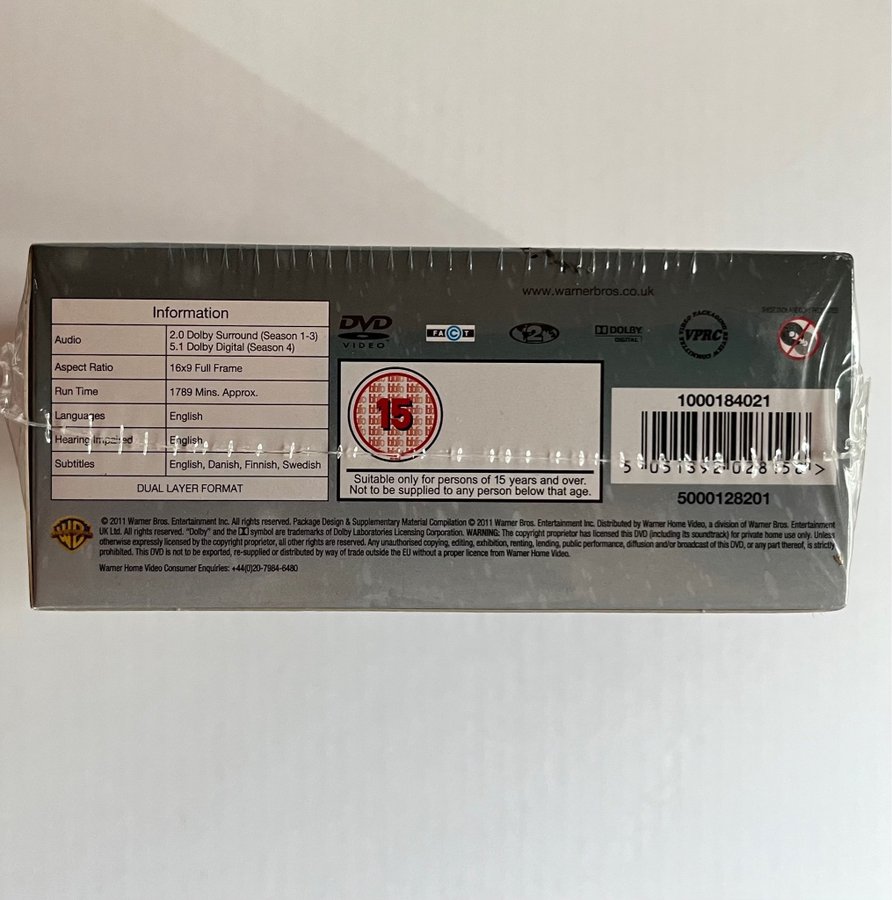 www.warnerbros.co.uk
Information
Audio
2.0 Dolby Surround (Season 1-3)
5.1 Dolby Digital (Season 4)
Aspect Ratio
16x9 Full Frame
Run Time
1789 Mins. Approx.
Languages
English
Hearing Impaired
English
Subtitles
English, Danish, Finnish, Swedish
DUAL LAYER FORMAT
DVD
VIDEO
FACT
2
DOLBY
DIGITAL
VIDEO PACKAGING REVIEW COMMITTEE
VPRC
15
Suitable only for persons of 15 years and over.
Not to be supplied to any person below that age.
1000184021
5 051892 028158 >
5000128201
WB
© 2011 Warner Bros. Entertainment Inc. All rights reserved. Package Design & Supplementary Material Compilation © 2011 Warner Bros. Entertainment Inc. Distributed by Warner Home Video, a division of Warner Bros. Entertainment
UK Ltd. All rights reserved. "Dolby" and the DD symbol are trademarks of Dolby Laboratories Licensing Corporation. WARNING: The copyright proprietor has licensed this DVD (including its soundtrack) for private home use only. Unless
otherwise expressly licensed by the copyright proprietor, all other rights are reserved. Any unauthorised copying, editing, exhibition, renting, lending, public performance, diffusion and/or broadcast of this DVD, or any part thereof, is strictly
prohibited. This DVD is not to be exported, re-supplied or distributed by way of trade outside the EU without a proper licence from Warner Home Video.
Warner Home Video Consumer Enquiries: +44(0)20-7984-6480